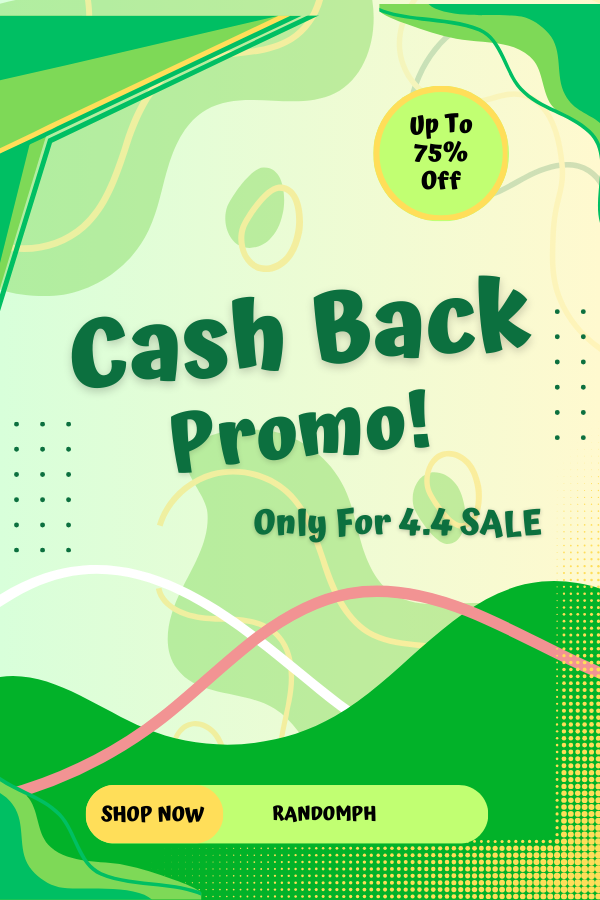 Up To
75%
Off
Cash Back
Promo!
Only For 4.4 SALE
SHOP NOW RANDOMPH